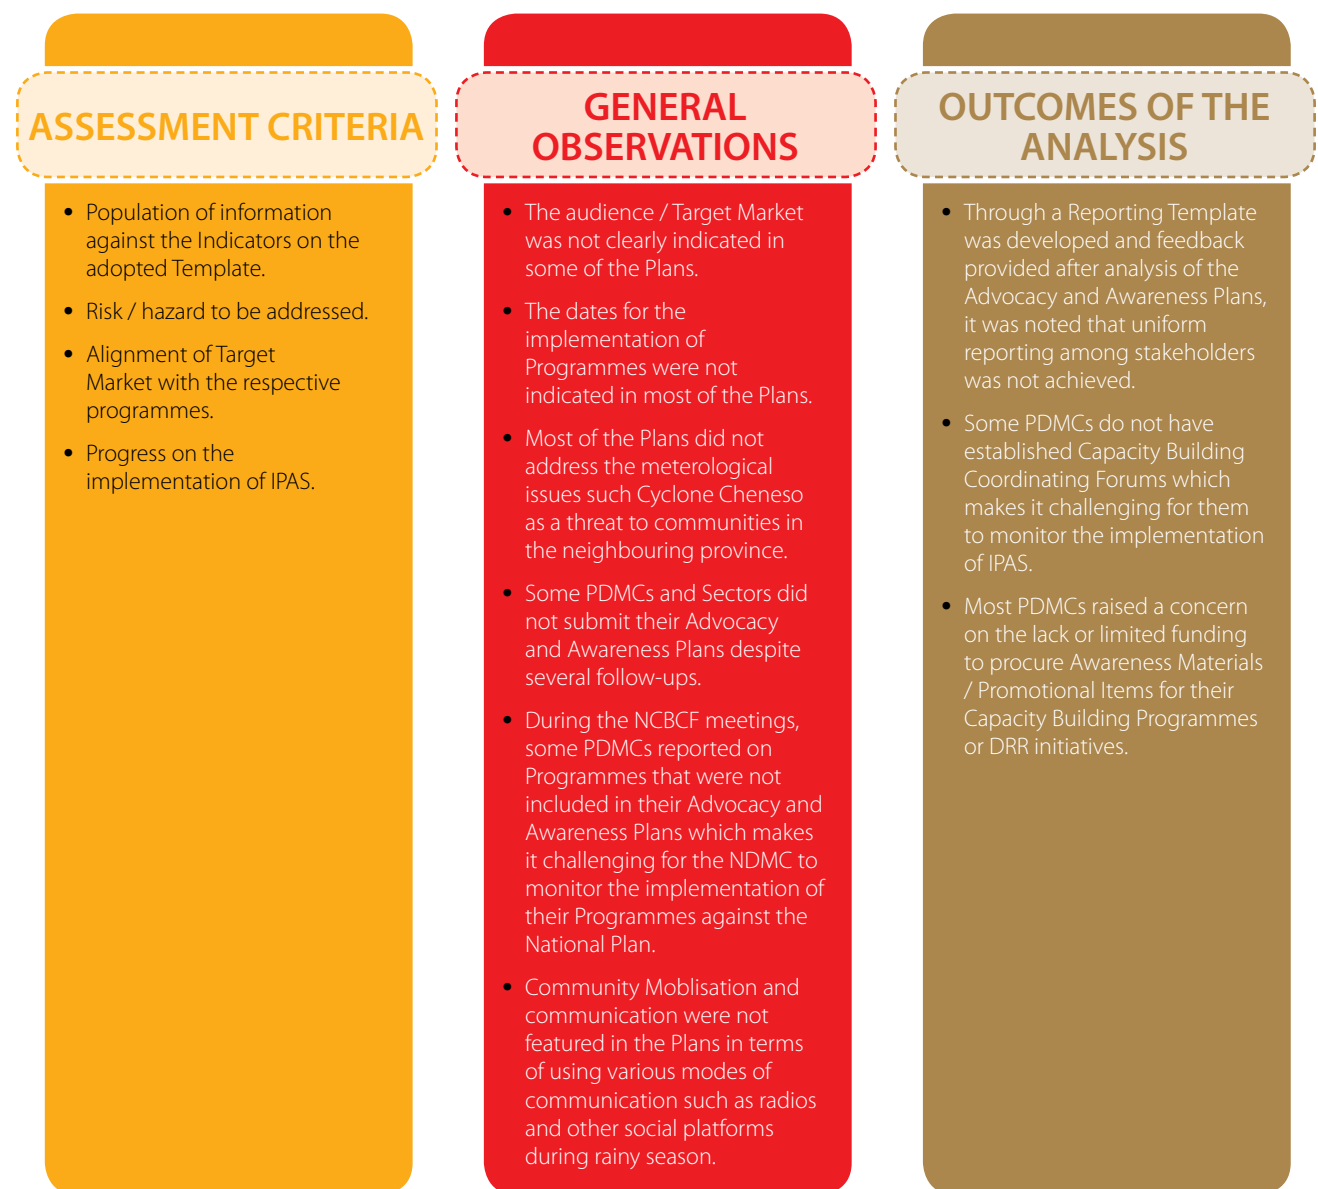 ASSESSMENT CRITERIA
• Population of information
against the Indicators on the
adopted Template.
• Risk / hazard to be addressed.
• Alignment of Target
Market with the respective
programmes.
• Progress on the
implementation of IPAS.
GENERAL
OBSERVATIONS
• The audience / Target Market
was not clearly indicated in
some of the Plans.
• The dates for the
implementation of
Programmes were not
indicated in most of the Plans.
• Most of the Plans did not
address the meterological
issues such Cyclone Cheneso
as a threat to communities in
the neighbouring province.
• Some PDMCs and Sectors did
not submit their Advocacy
and Awareness Plans despite
several follow-ups.
• During the NCBCF meetings,
some PDMCs reported on
Programmes that were not
included in their Advocacy and
Awareness Plans which makes
it challenging for the NDMC to
monitor the implementation of
their Programmes against the
National Plan.
• Community Moblisation and
communication were not
featured in the Plans in terms
of using various modes of
communication such as radios
and other social platforms
during rainy season.
OUTCOMES OF THE
ANALYSIS
• Through a Reporting Template
was developed and feedback
provided after analysis of the
Advocacy and Awareness Plans,
it was noted that uniform
reporting among stakeholders
was not achieved.
• Some PDMCs do not have
established Capacity Building
Coordinating Forums which
makes it challenging for them
to monitor the implementation
of IPAS.
• Most PDMCs raised a concern
on the lack or limited funding
to procure Awareness Materials
/ Promotional Items for their
Capacity Building Programmes
or DRR initiatives.